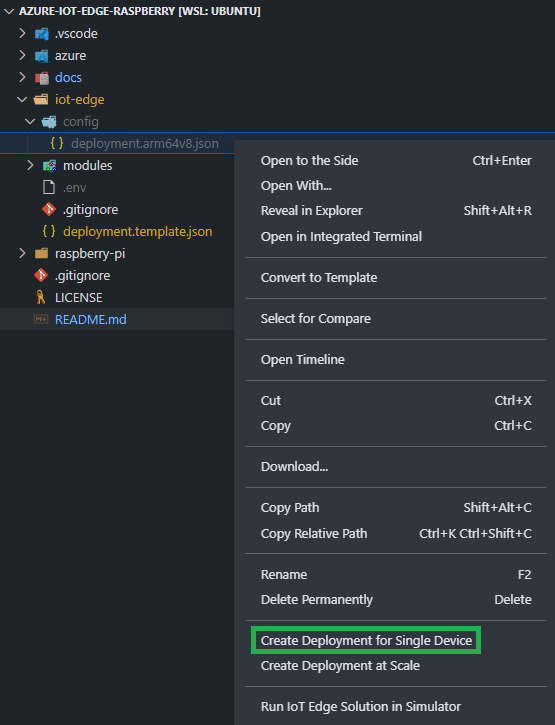 AZURE-IOT-EDGE-RASPBERRY [WSL: UBUNTU]
.vscode
azure
docs
iot-edge
config
{ } deployment.arm64v8.json
modules
.env
.gitignore
{ } deployment.template.json
raspberry-pi
.gitignore
LICENSE
README.md
Open to the Side Ctrl+Enter
Open With...
Reveal in Explorer Shift+Alt+R
Open in Integrated Terminal
Convert to Template
Select for Compare
Open Timeline
Cut Ctrl+X
Copy Ctrl+C
Download...
Copy Path Shift+Alt+C
Copy Relative Path Ctrl+K Ctrl+Shift+C
Rename F2
Delete Permanently Delete
Create Deployment for Single Device
Create Deployment at Scale
Run IoT Edge Solution in Simulator